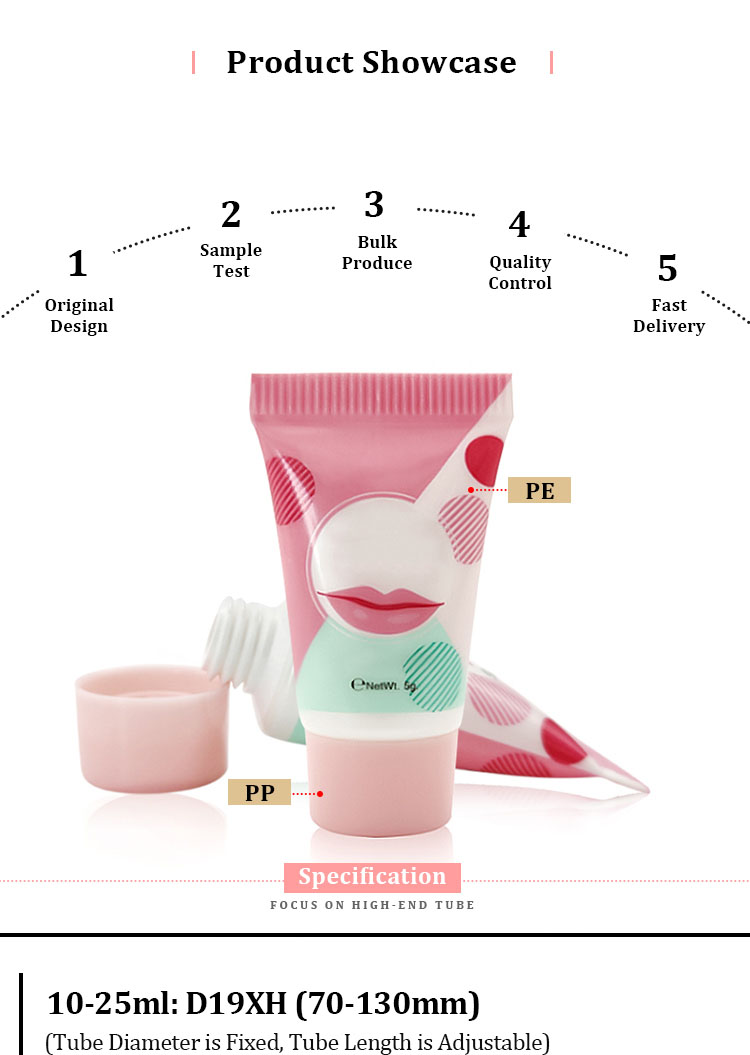 Product Showcase
1
Original
Design
2
Sample
Test
3
Bulk
Produce
4
Quality
Control
5
Fast
Delivery
PE
℮NetWt. 5g
PP
Specification
FOCUS ON HIGH-END TUBE
10-25ml: D19XH (70-130mm)
(Tube Diameter is Fixed, Tube Length is Adjustable)